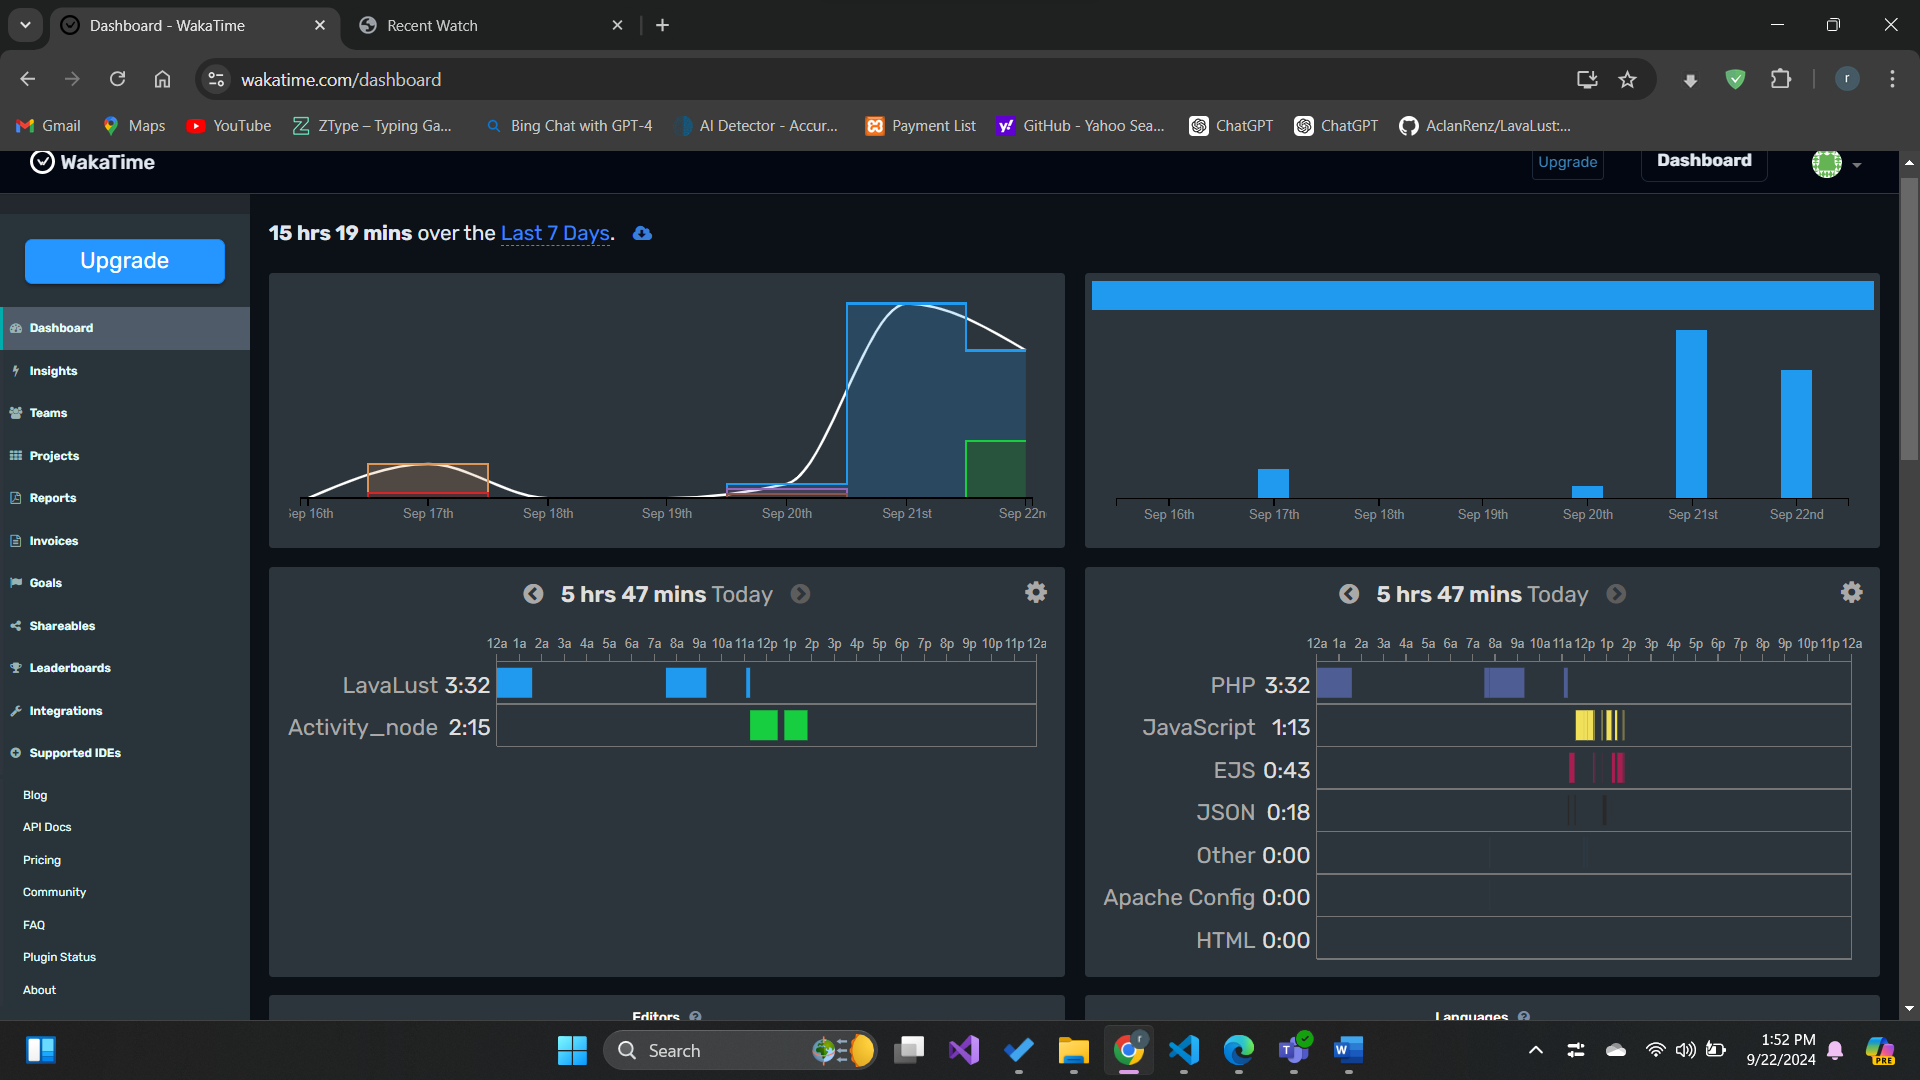 Dashboard - WakaTime
Recent Watch
wakatime.com/dashboard
Gmail
Maps
YouTube
ZType – Typing Ga...
Bing Chat with GPT-4
AI Detector - Accur...
Payment List
GitHub - Yahoo Sea...
ChatGPT
ChatGPT
AclanRenz/LavaLust:...
r
WakaTime
Upgrade
Dashboard
Upgrade
Dashboard
Insights
Teams
Projects
Reports
Invoices
Goals
Shareables
Leaderboards
Integrations
Supported IDEs
Blog
API Docs
Pricing
Community
FAQ
Plugin Status
About
15 hrs 19 mins over the Last 7 Days.
Sep 16th Sep 17th Sep 18th Sep 19th Sep 20th Sep 21st Sep 22n
Sep 16th Sep 17th Sep 18th Sep 19th Sep 20th Sep 21st Sep 22nd
5 hrs 47 mins Today
12a 1a 2a 3a 4a 5a 6a 7a 8a 9a 10a 11a 12p 1p 2p 3p 4p 5p 6p 7p 8p 9p 10p 11p 12a
LavaLust 3:32
Activity_node 2:15
5 hrs 47 mins Today
12a 1a 2a 3a 4a 5a 6a 7a 8a 9a 10a 11a 12p 1p 2p 3p 4p 5p 6p 7p 8p 9p 10p 11p 12a
PHP 3:32
JavaScript 1:13
EJS 0:43
JSON 0:18
Other 0:00
Apache Config 0:00
HTML 0:00
Editors
Languages
Search
1:52 PM
9/22/2024
PRE